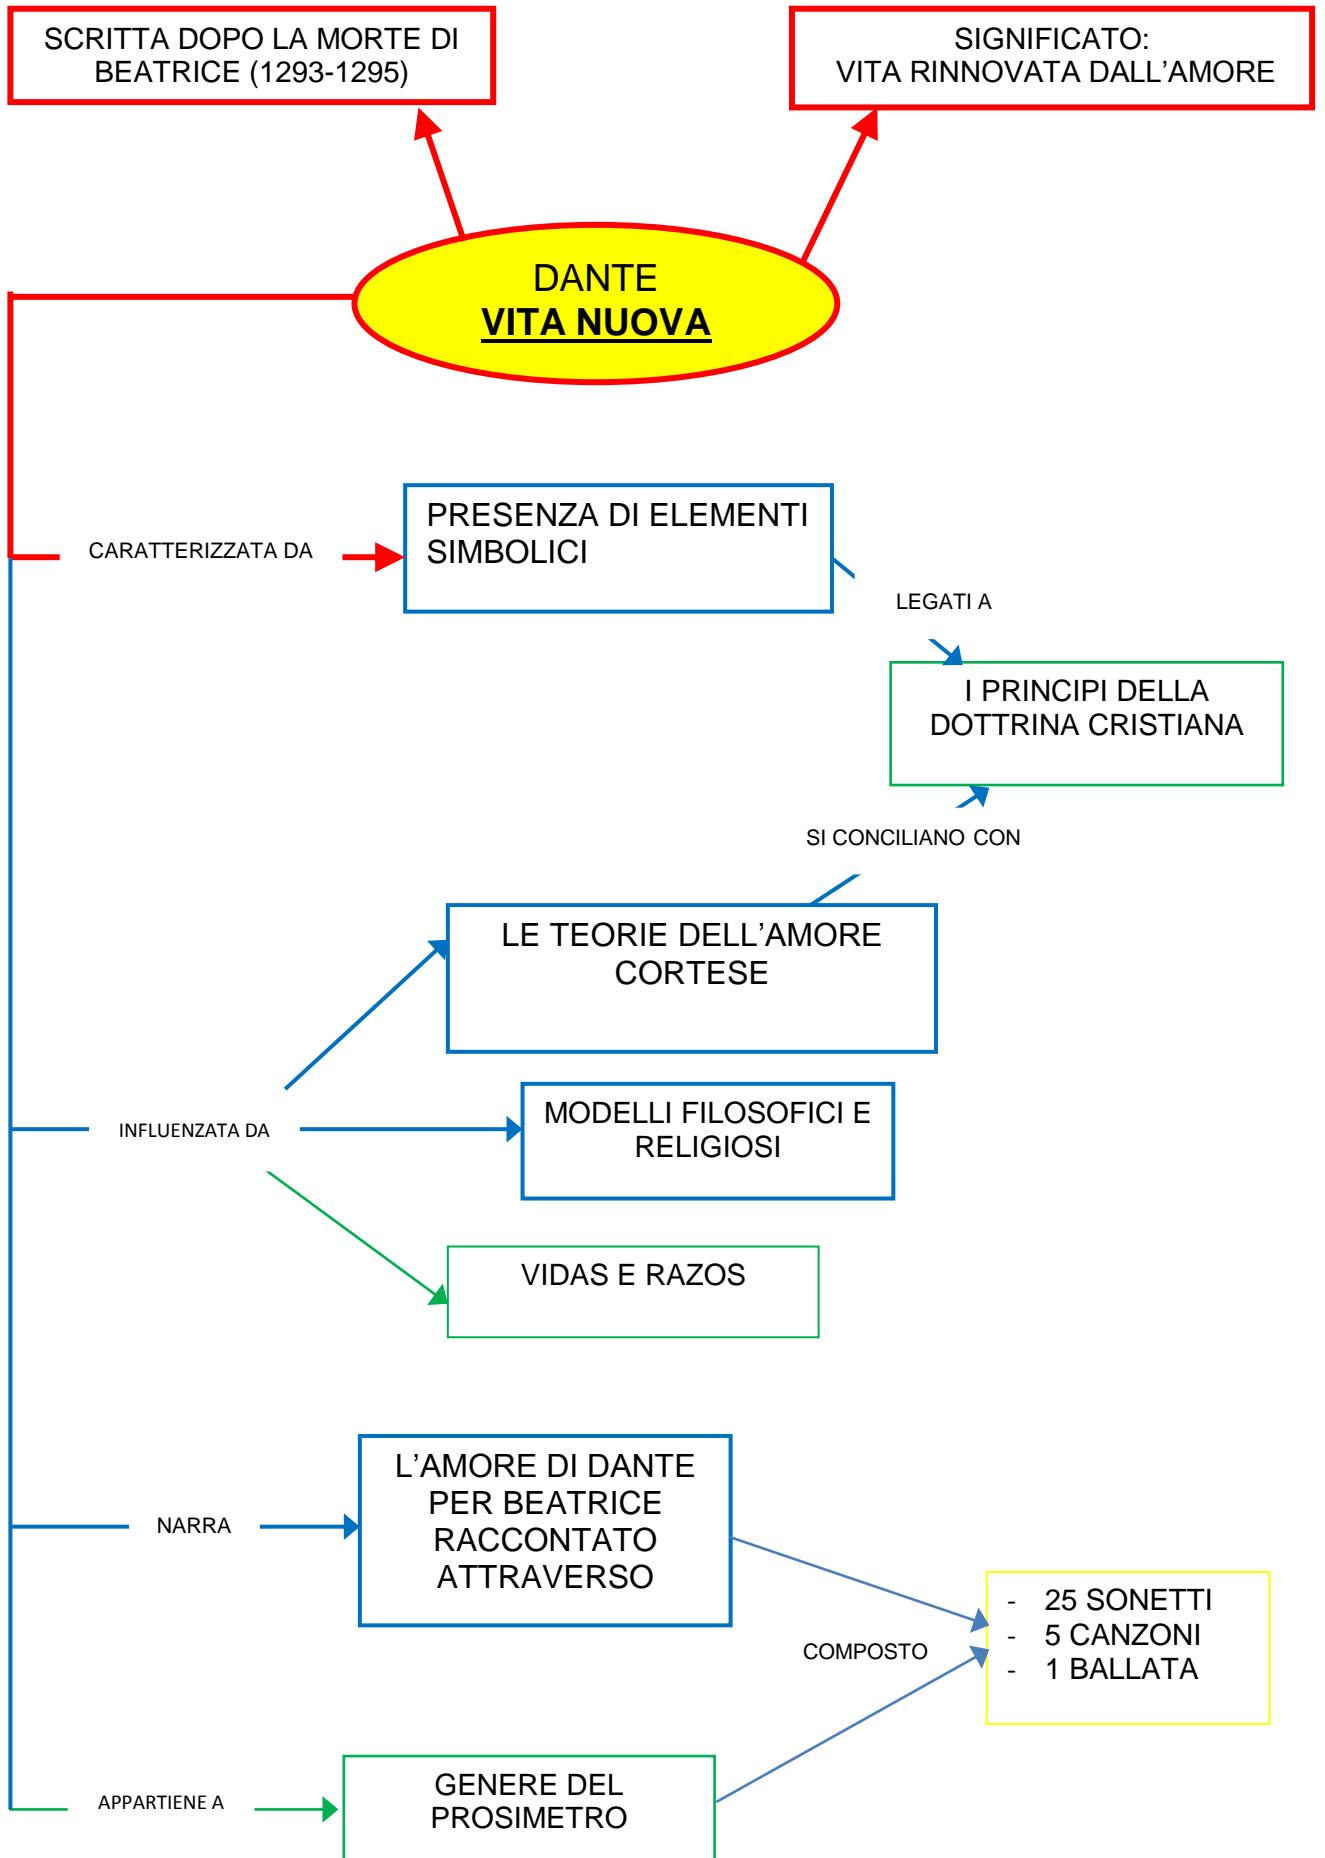 SCRITTA DOPO LA MORTE DI
BEATRICE (1293-1295)
SIGNIFICATO:
VITA RINNOVATA DALL’AMORE
DANTE
VITA NUOVA
CARATTERIZZATA DA
PRESENZA DI ELEMENTI
SIMBOLICI
LEGATI A
I PRINCIPI DELLA
DOTTRINA CRISTIANA
SI CONCILIANO CON
LE TEORIE DELL’AMORE
CORTESE
INFLUENZATA DA
MODELLI FILOSOFICI E
RELIGIOSI
VIDAS E RAZOS
NARRA
L’AMORE DI DANTE
PER BEATRICE
RACCONTATO
ATTRAVERSO
COMPOSTO
- 25 SONETTI
- 5 CANZONI
- 1 BALLATA
APPARTIENE A
GENERE DEL
PROSIMETRO